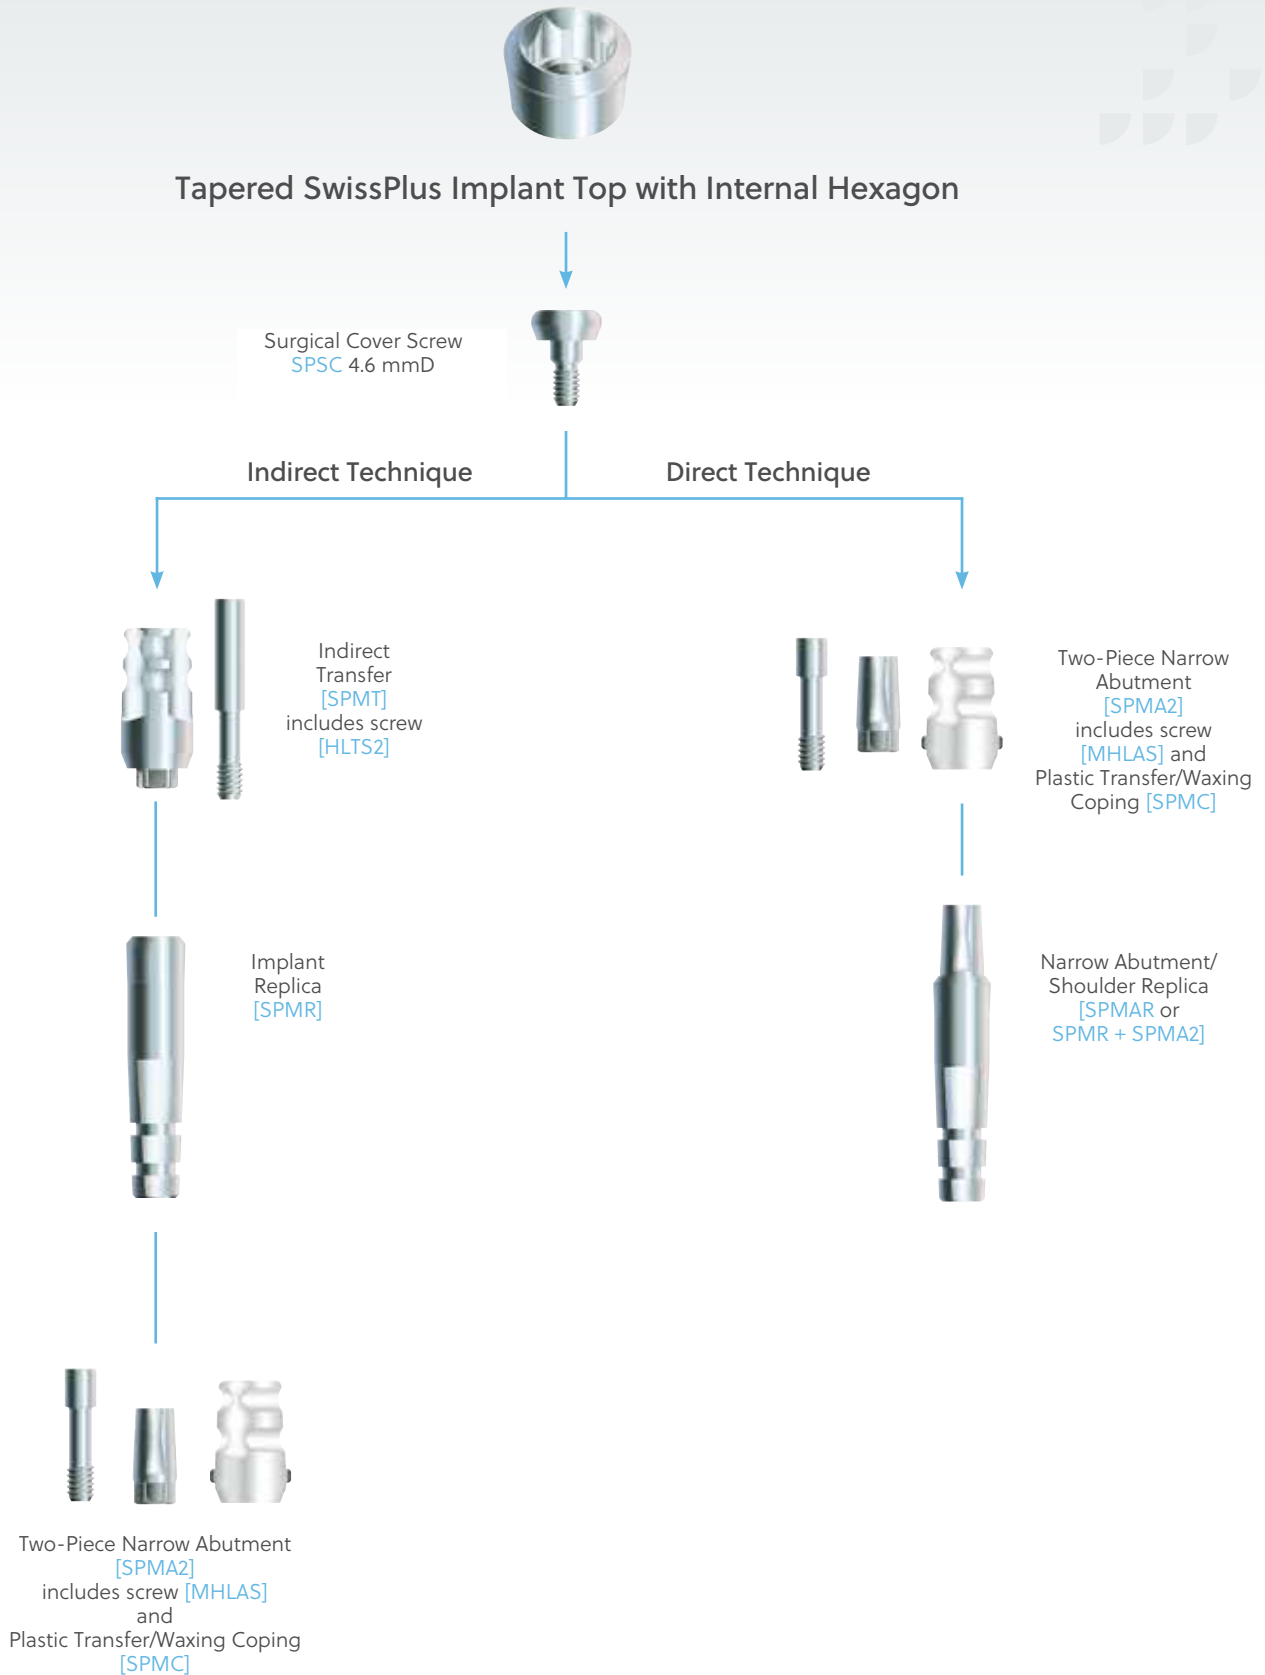 Tapered SwissPlus Implant Top with Internal Hexagon
Surgical Cover Screw
SPSC 4.6 mmD
Indirect Technique
Direct Technique
Indirect
Transfer
[SPMT]
includes screw
[HLTS2]
Two-Piece Narrow
Abutment
[SPMA2]
includes screw
[MHLAS] and
Plastic Transfer/Waxing
Coping [SPMC]
Implant
Replica
[SPMR]
Narrow Abutment/
Shoulder Replica
[SPMAR or
SPMR + SPMA2]
Two-Piece Narrow Abutment
[SPMA2]
includes screw [MHLAS]
and
Plastic Transfer/Waxing Coping
[SPMC]